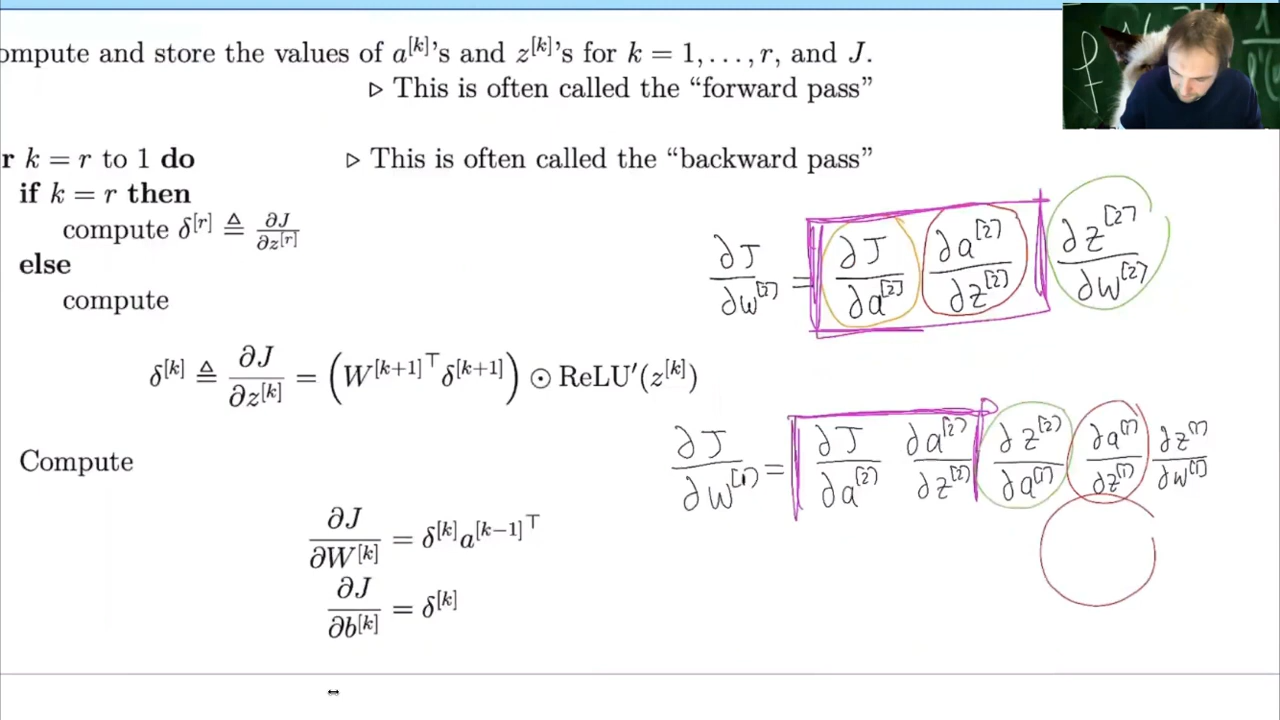 ompute and store the values of a^[k]'s and z^[k]'s for k = 1, . . . , r, and J.
▷ This is often called the “forward pass”
r k = r to 1 do ▷ This is often called the “backward pass”
if k = r then
compute δ^[r] ≜ ∂J/∂z^[r]
else
compute
δ^[k] ≜ ∂J/∂z^[k] = (W^[k+1]⊤ δ^[k+1]) ⊙ ReLU′(z^[k])
Compute
∂J/∂W^[k] = δ^[k] a^[k−1]⊤
∂J/∂b^[k] = δ^[k]
∂J/∂w^[2] = ∂J/∂a^[2] ∂a^[2]/∂z^[2] ∂z^[2]/∂w^[2]
∂J/∂w^[1] = ∂J/∂a^[2] ∂a^[2]/∂z^[2] ∂z^[2]/∂a^[1] ∂a^[1]/∂z^[1] ∂z^[1]/∂w^[1]